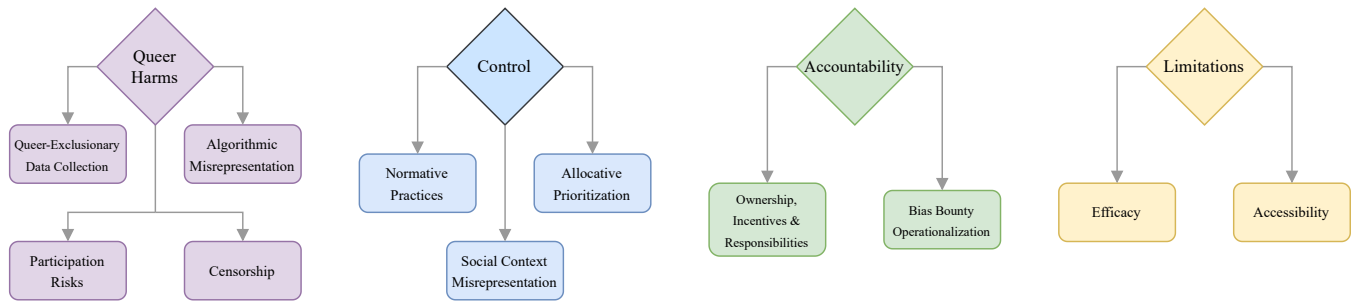 Queer
Harms
Queer-Exclusionary
Data Collection
Algorithmic
Misrepresentation
Participation
Risks
Censorship
Control
Normative
Practices
Allocative
Prioritization
Social Context
Misrepresentation
Accountability
Ownership,
Incentives &
Responsibilities
Bias Bounty
Operationalization
Limitations
Efficacy
Accessibility